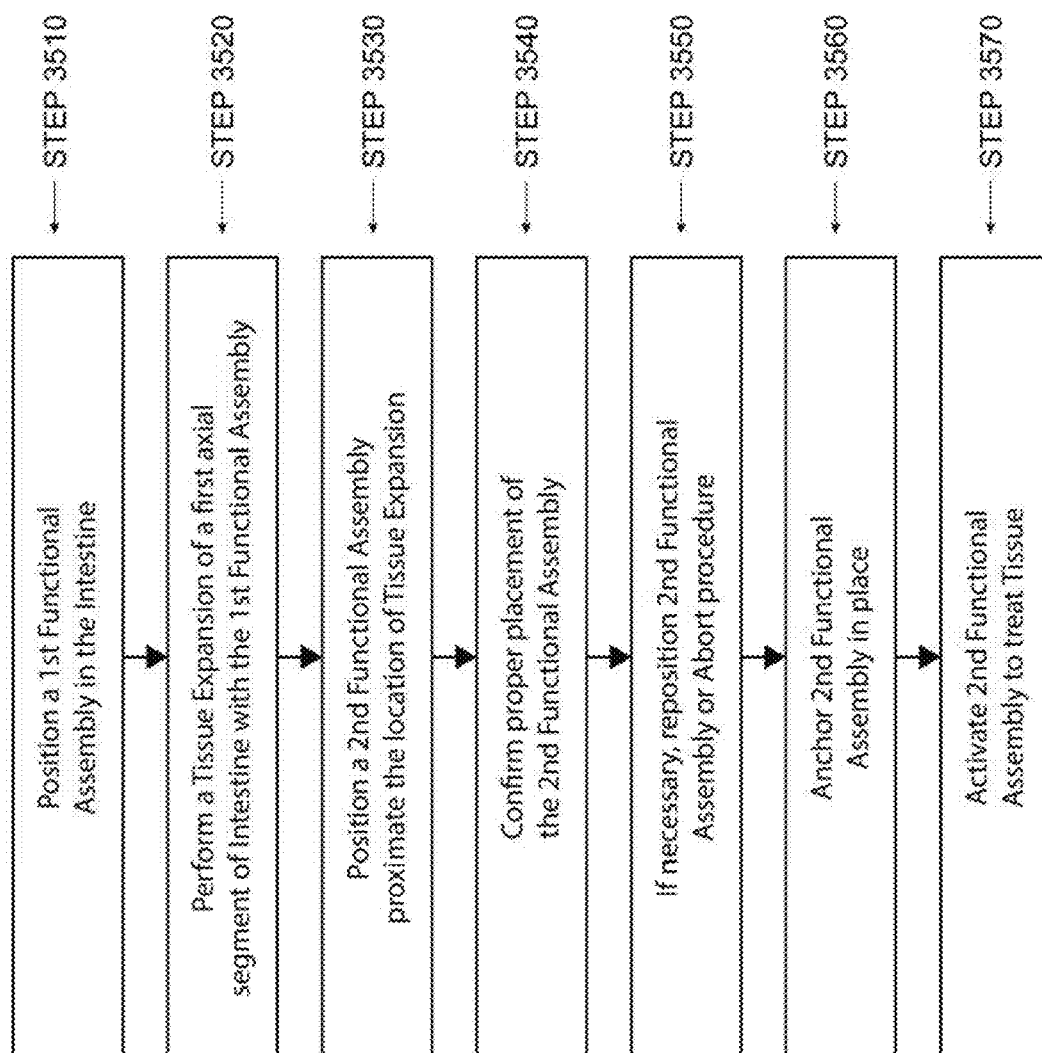 Position a 1st Functional
Assembly in the Intestine
STEP 3510
Perform a Tissue Expansion of a first axial
segment of Intestine with the 1st Functional Assembly
STEP 3520
Position a 2nd Functional Assembly
proximate the location of Tissue Expansion
STEP 3530
Confirm proper placement of
the 2nd Functional Assembly
STEP 3540
If necessary, reposition 2nd Functional
Assembly or Abort procedure
STEP 3550
Anchor 2nd Functional
Assembly in place
STEP 3560
Activate 2nd Functional
Assembly to treat Tissue
STEP 3570